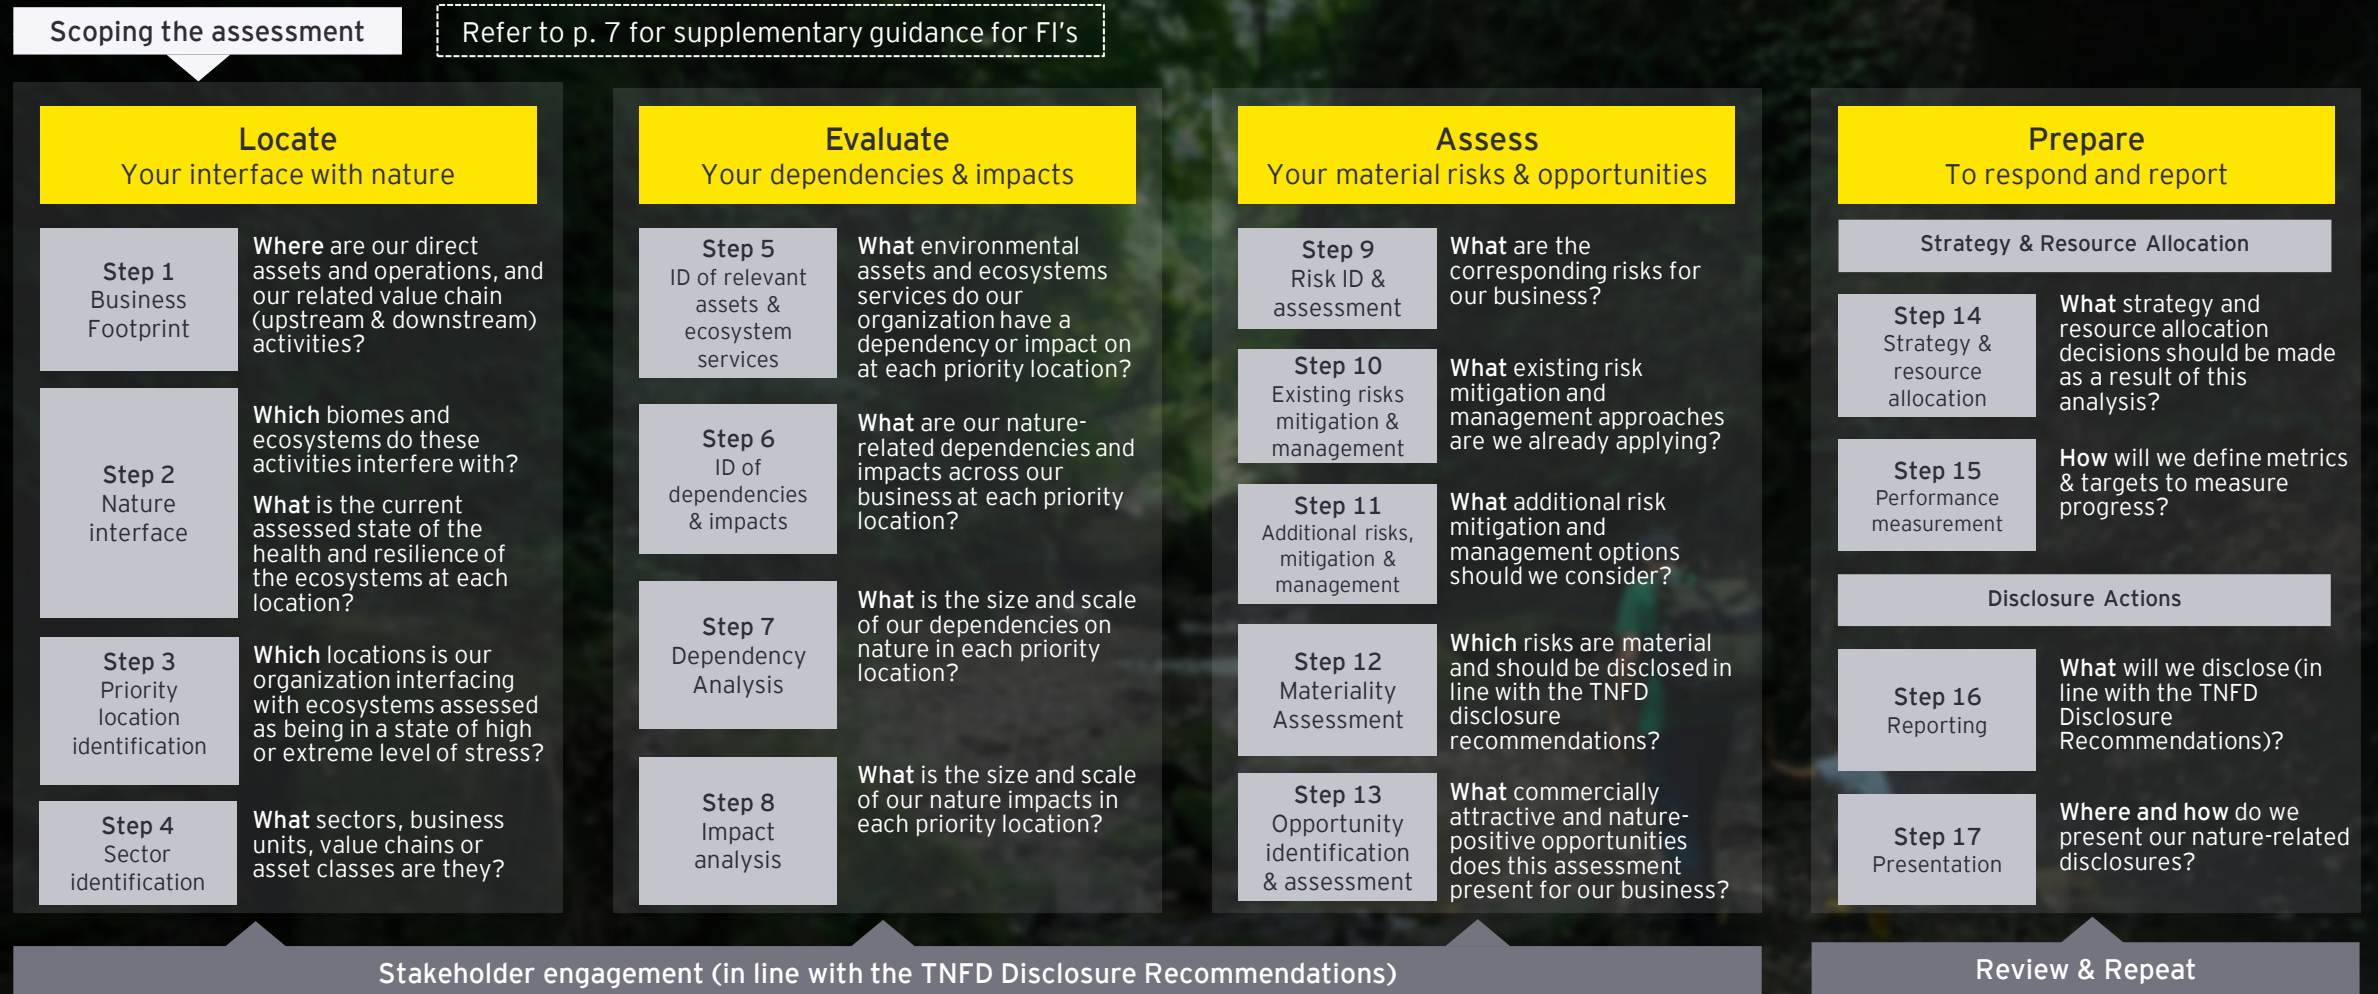 Scoping the assessment
Refer to p. 7 for supplementary guidance for FI's
Locate
Your interface with nature
Step 1
Business
Footprint
Where are our direct
assets and operations, and
our related value chain
(upstream & downstream)
activities?
Step 2
Nature
interface
Which biomes and
ecosystems do these
activities interfere with?
What is the current
assessed state of the
health and resilience of
the ecosystems at each
location?
Step 3
Priority
location
identification
Which locations is our
organization interfacing
with ecosystems assessed
as being in a state of high
or extreme level of stress?
Step 4
Sector
identification
What sectors, business
units, value chains or
asset classes are they?
Evaluate
Your dependencies & impacts
Step 5
ID of relevant
assets &
ecosystem
services
What environmental
assets and ecosystems
services do our
organization have a
dependency or impact on
at each priority location?
Step 6
ID of
dependencies
& impacts
What are our nature-
related dependencies and
impacts across our
business at each priority
location?
Step 7
Dependency
Analysis
What is the size and scale
of our dependencies on
nature in each priority
location?
Step 8
Impact
analysis
What is the size and scale
of our nature impacts in
each priority location?
Assess
Your material risks & opportunities
Step 9
Risk ID &
assessment
What are the
corresponding risks for
our business?
Step 10
Existing risks
mitigation &
management
What existing risk
mitigation and
management approaches
are we already applying?
Step 11
Additional risks,
mitigation &
management
What additional risk
mitigation and
management options
should we consider?
Step 12
Materiality
Assessment
Which risks are material
and should be disclosed in
line with the TNFD
disclosure
recommendations?
Step 13
Opportunity
identification
& assessment
What commercially
attractive and nature-
positive opportunities
does this assessment
present for our business?
Prepare
To respond and report
Strategy & Resource Allocation
Step 14
Strategy &
resource
allocation
What strategy and
resource allocation
decisions should be made
as a result of this
analysis?
Step 15
Performance
measurement
How will we define metrics
& targets to measure
progress?
Disclosure Actions
Step 16
Reporting
What will we disclose (in
line with the TNFD
Disclosure
Recommendations)?
Step 17
Presentation
Where and how do we
present our nature-related
disclosures?
Stakeholder engagement (in line with the TNFD Disclosure Recommendations)
Review & Repeat